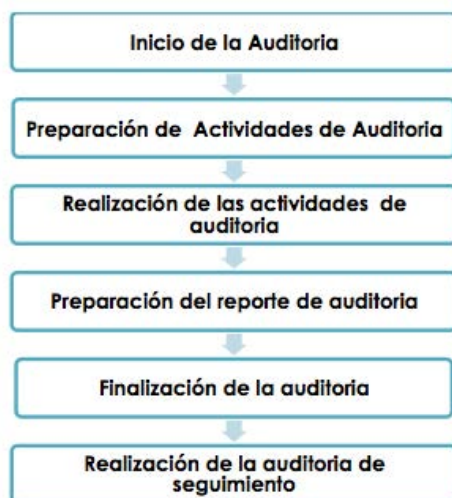 Inicio de la Auditoria
Preparación de Actividades de Auditoria
Realización de las actividades de
auditoria
Preparación del reporte de auditoria
Finalización de la auditoria
Realización de la auditoria de
seguimiento